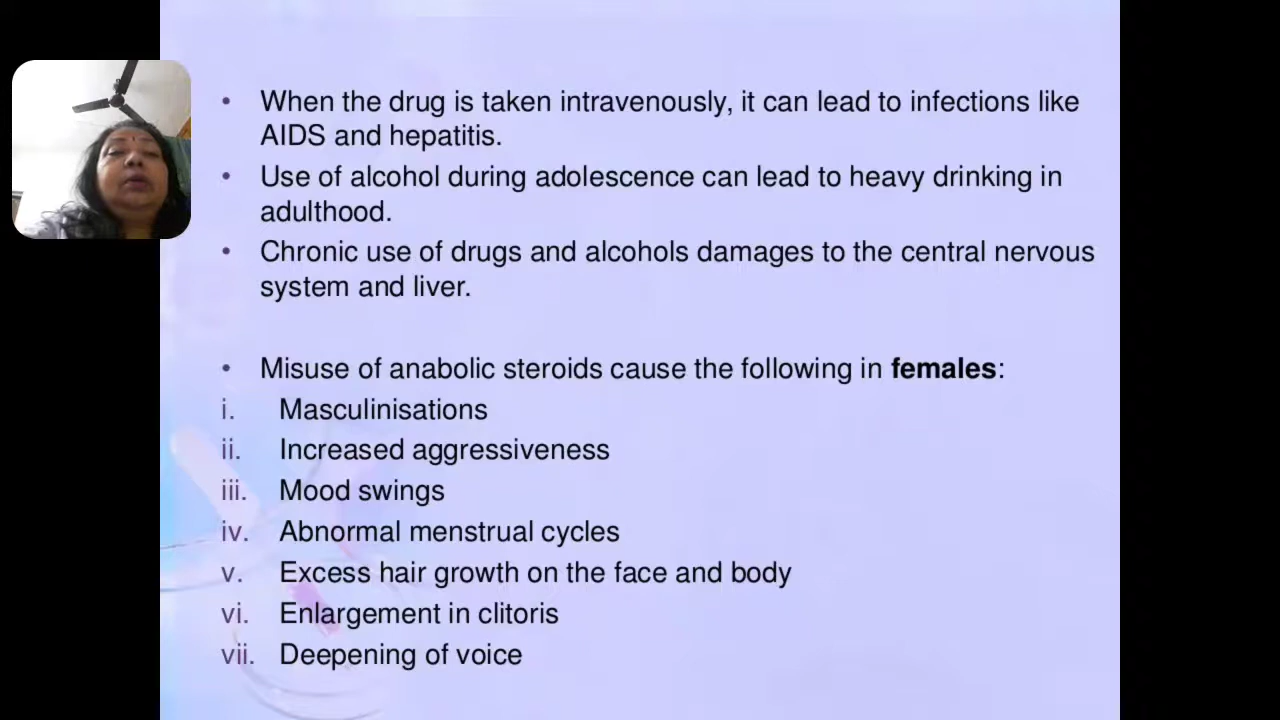 • When the drug is taken intravenously, it can lead to infections like
AIDS and hepatitis.
• Use of alcohol during adolescence can lead to heavy drinking in
adulthood.
• Chronic use of drugs and alcohols damages to the central nervous
system and liver.
• Misuse of anabolic steroids cause the following in females:
i. Masculinisations
ii. Increased aggressiveness
iii. Mood swings
iv. Abnormal menstrual cycles
v. Excess hair growth on the face and body
vi. Enlargement in clitoris
vii. Deepening of voice